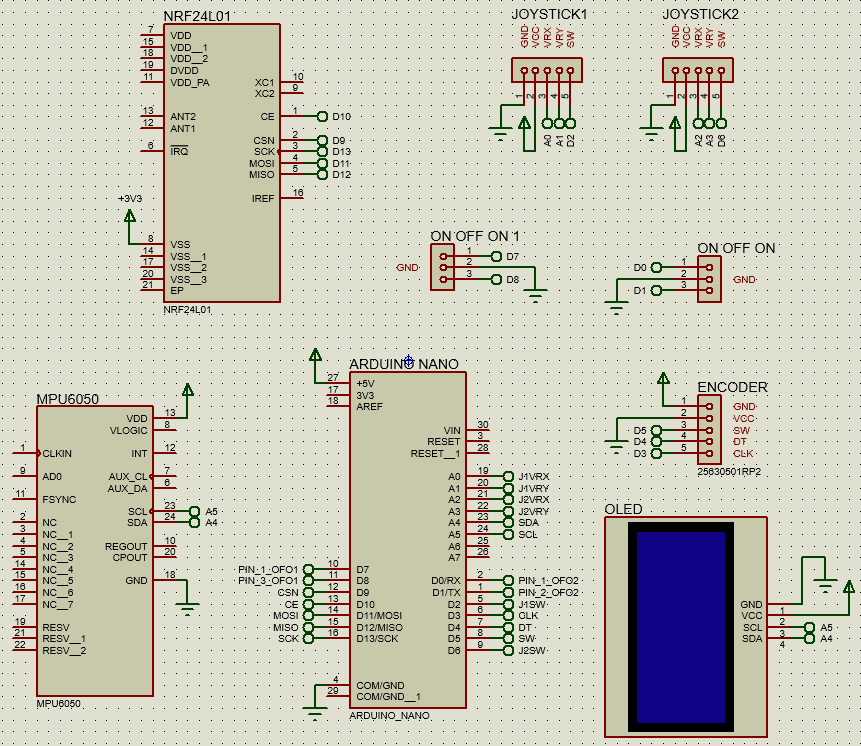 NRF24L01
7 VDD
15 VDD__1
18 VDD__2
19 DVDD
11 VDD_PA
XC1 10
XC2 9
13 ANT2
12 ANT1
CE 1 D10
6 IRQ
CSN 2 D9
SCK 3 D13
MOSI 4 D11
MISO 5 D12
IREF 16
+3V3
8 VSS
14 VSS__1
17 VSS__2
20 VSS__3
21 EP
NRF24L01
JOYSTICK1
GND VCC VRX VRY SW
1 2 3 4 5
A0 A1 D2
JOYSTICK2
GND VCC VRX VRY SW
1 2 3 4 5
A2 A3 D6
ON OFF ON 1
1 D7
GND 2
3 D8
ON OFF ON
D0 1
2 GND
D1 3
MPU6050
VDD 13
VLOGIC 8
1 CLKIN INT 12
9 AD0 AUX_CL 7
AUX_DA 6
11 FSYNC
SCL 23 A5
2 NC SDA 24 A4
3 NC__1
4 NC__2 REGOUT 10
5 NC__3 CPOUT 20
14 NC__4
15 NC__5 GND 18
16 NC__6
17 NC__7
19 RESV
21 RESV__1
22 RESV__2
MPU6050
ARDUINO NANO
27 +5V
17 3V3
18 AREF
VIN 30
RESET 3
RESET__1 28
A0 19 J1VRX
A1 20 J1VRY
A2 21 J2VRX
A3 22 J2VRY
A4 23 SDA
A5 24 SCL
A6 25
A7 26
PIN_1_OFO1 10 D7
PIN_3_OFO1 11 D8 D0/RX 2 PIN_1_OFO2
CSN 12 D9 D1/TX 1 PIN_2_OFO2
CE 13 D10 D2 5 J1SW
MOSI 14 D11/MOSI D3 6 CLK
MISO 15 D12/MISO D4 7 DT
SCK 16 D13/SCK D5 8 SW
D6 9 J2SW
4 COM/GND
29 COM/GND__1
ARDUINO_NANO
ENCODER
1 GND
2 VCC
D5 3 SW
D4 4 DT
D3 5 CLK
25630501RP2
OLED
GND 1
VCC 2
SCL 3 A5
SDA 4 A4